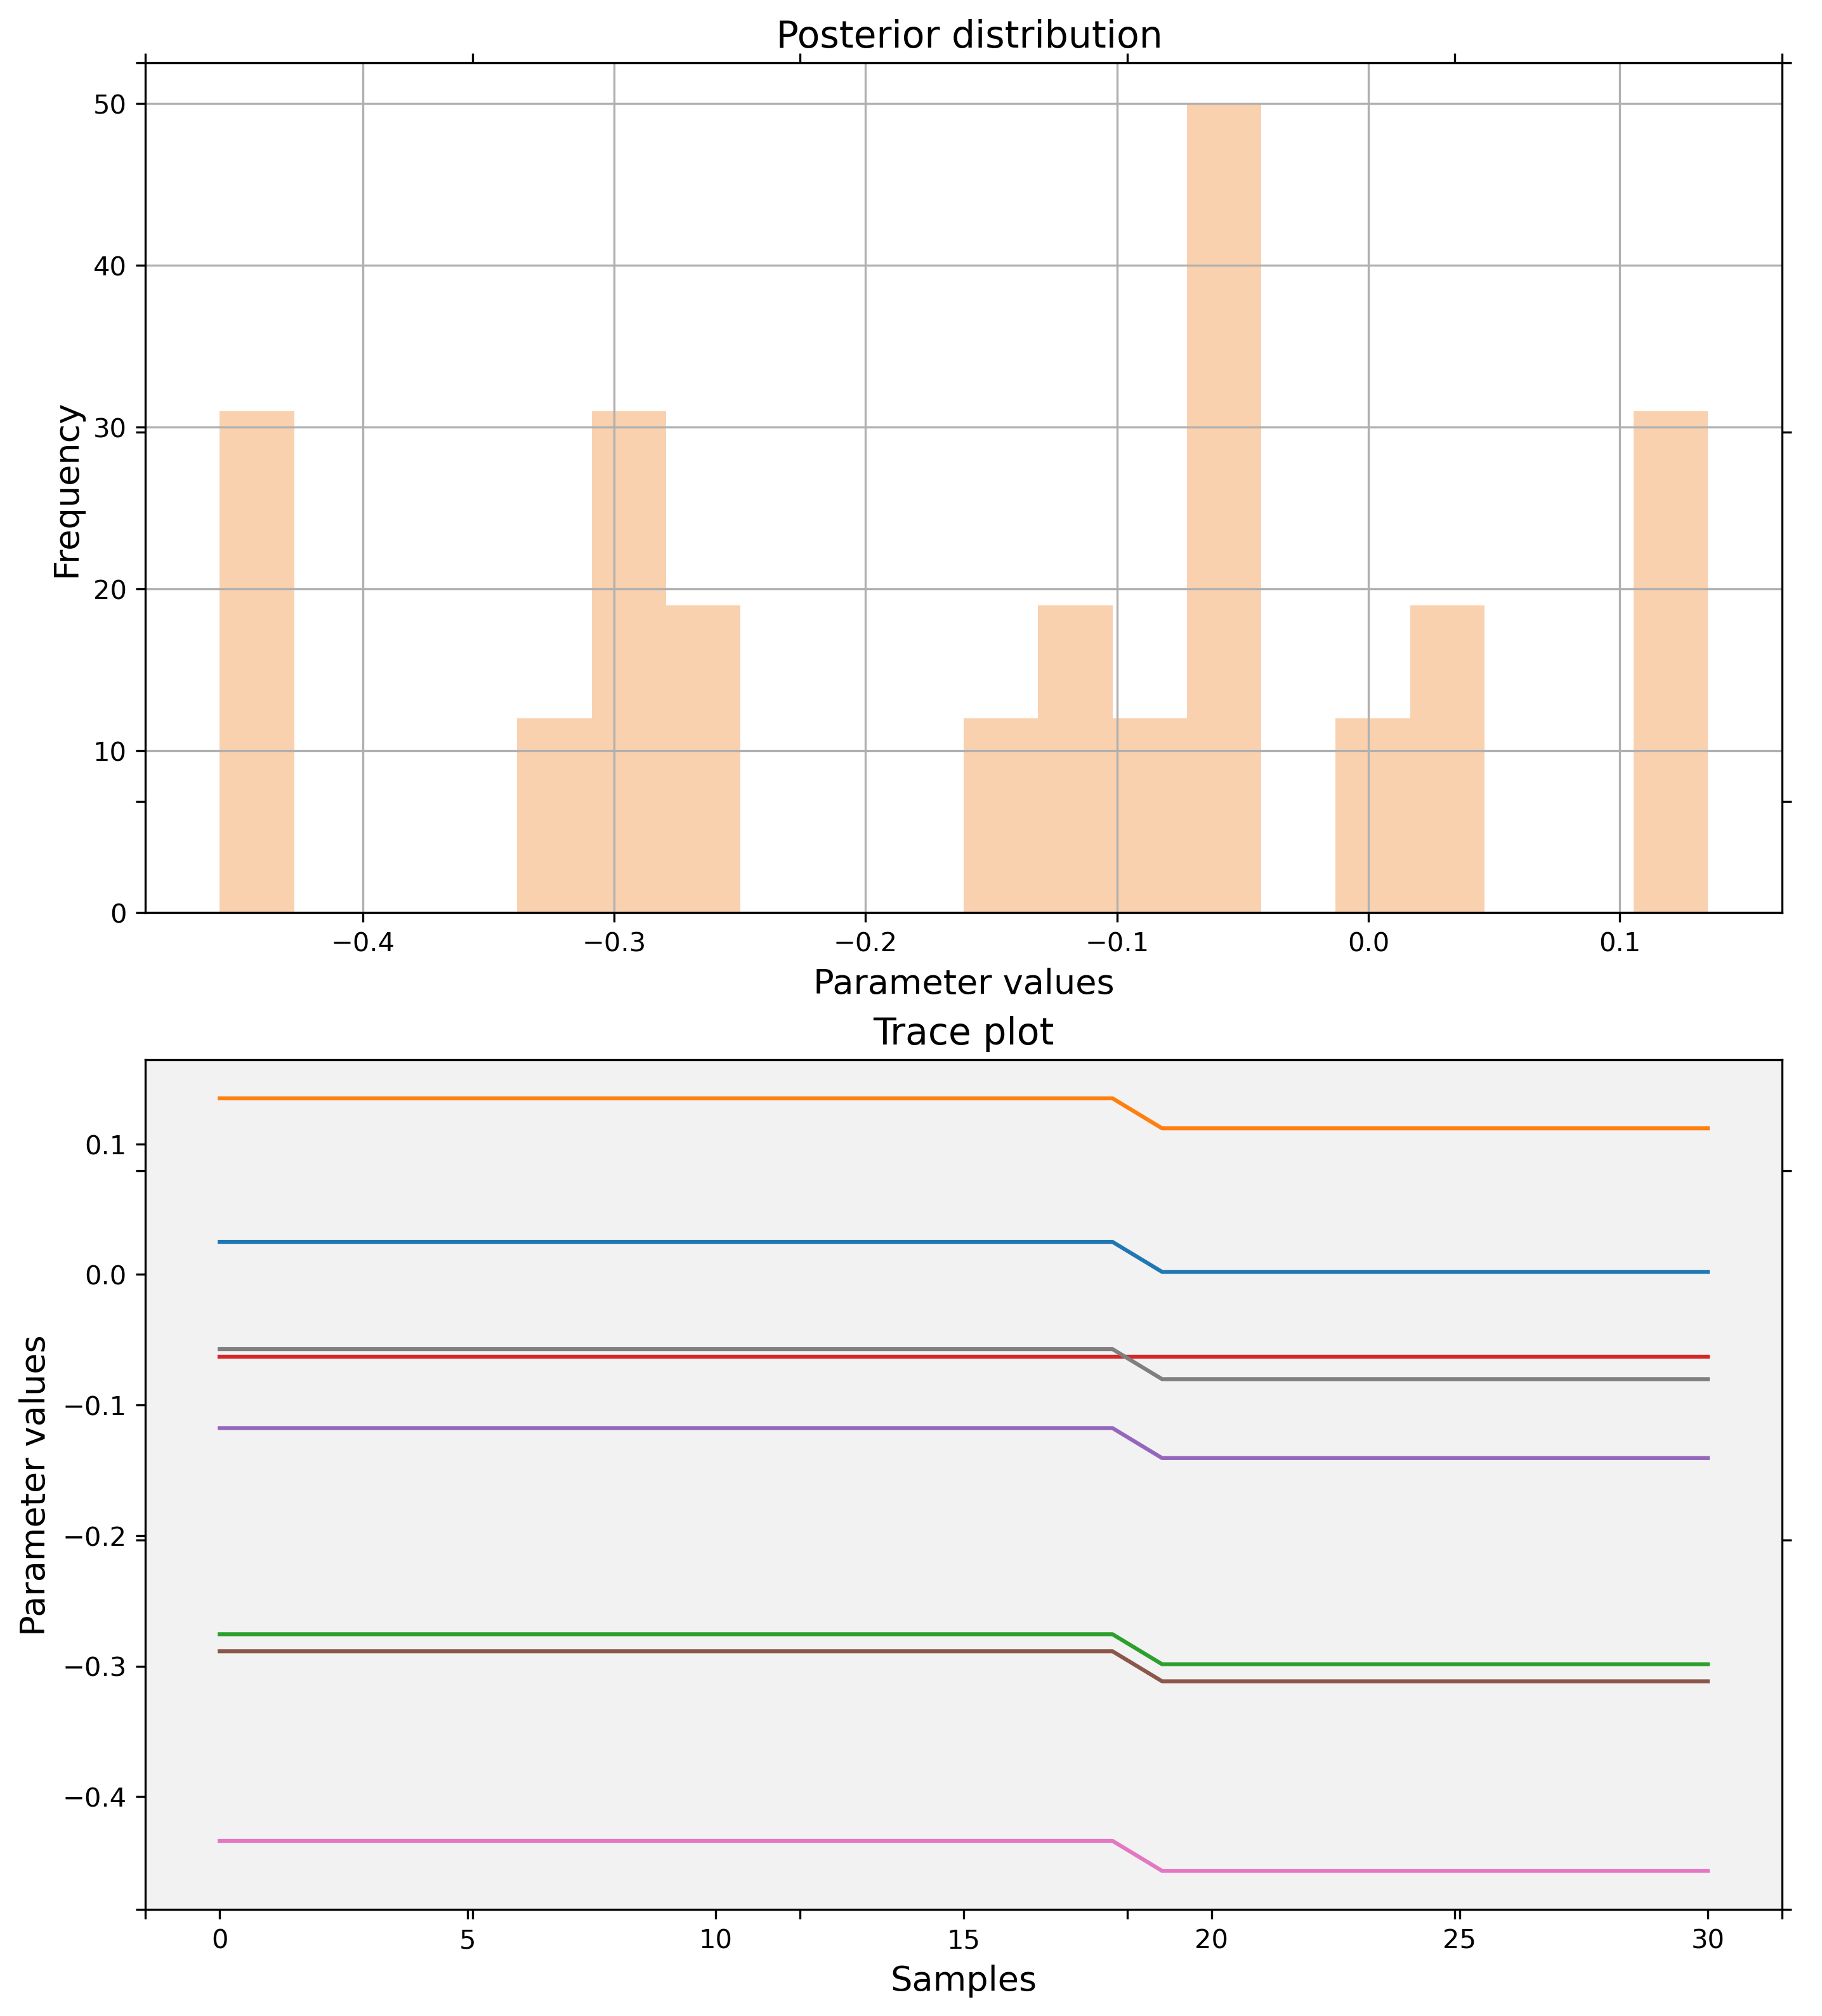 Posterior distribution
50
40
30
20
10
0
Frequency
−0.4 −0.3 −0.2 −0.1 0.0 0.1
Parameter values
Trace plot
0.1
0.0
−0.1
−0.2
−0.3
−0.4
Parameter values
0 5 10 15 20 25 30
Samples